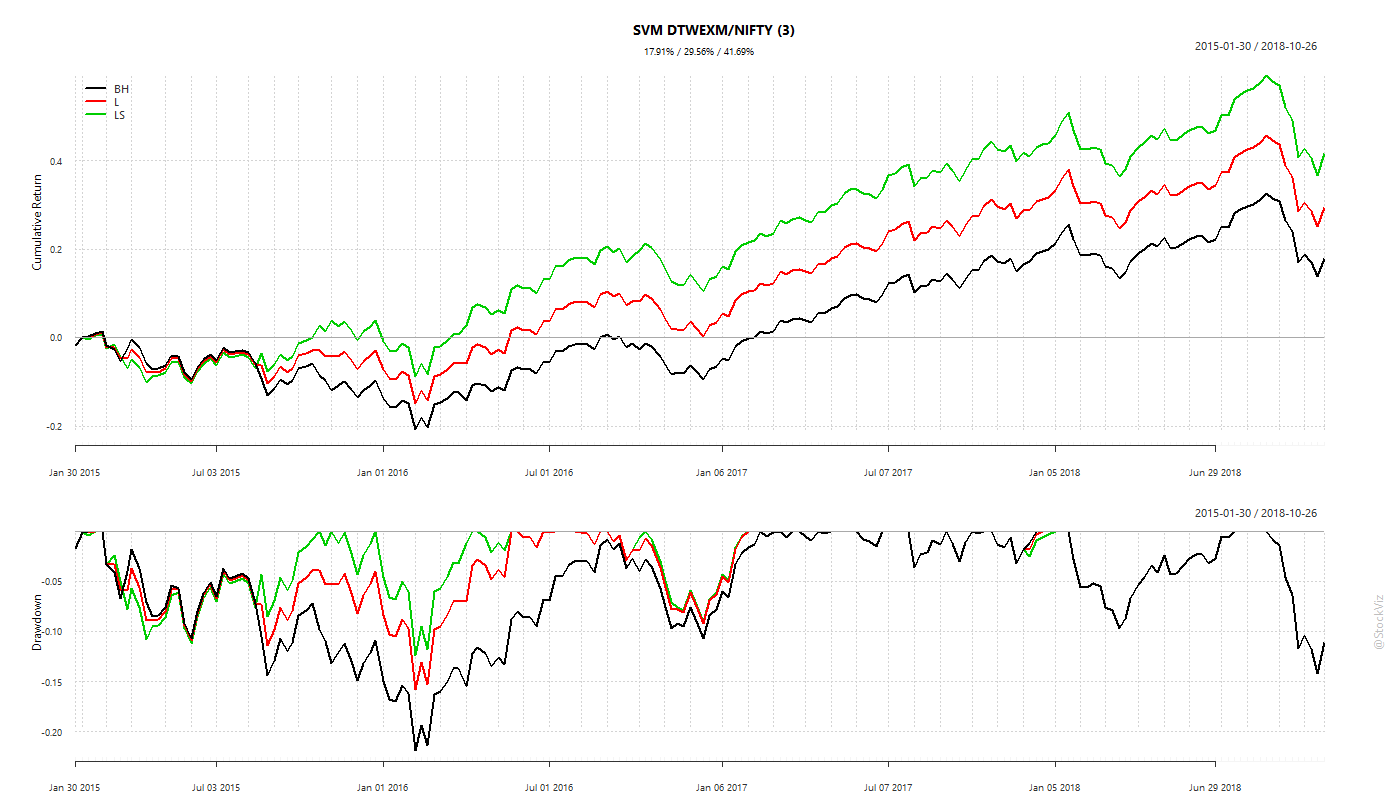 SVM DTWEXM/NIFTY (3)
17.91% / 29.56% / 41.69%
2015-01-30 / 2018-10-26
BH
L
LS
Cumulative Return
0.4
0.2
0.0
-0.2
Jan 30 2015
Jul 03 2015
Jan 01 2016
Jul 01 2016
Jan 06 2017
Jul 07 2017
Jan 05 2018
Jun 29 2018
2015-01-30 / 2018-10-26
Drawdown
-0.05
-0.10
-0.15
-0.20
Jan 30 2015
Jul 03 2015
Jan 01 2016
Jul 01 2016
Jan 06 2017
Jul 07 2017
Jan 05 2018
Jun 29 2018
@StockViz